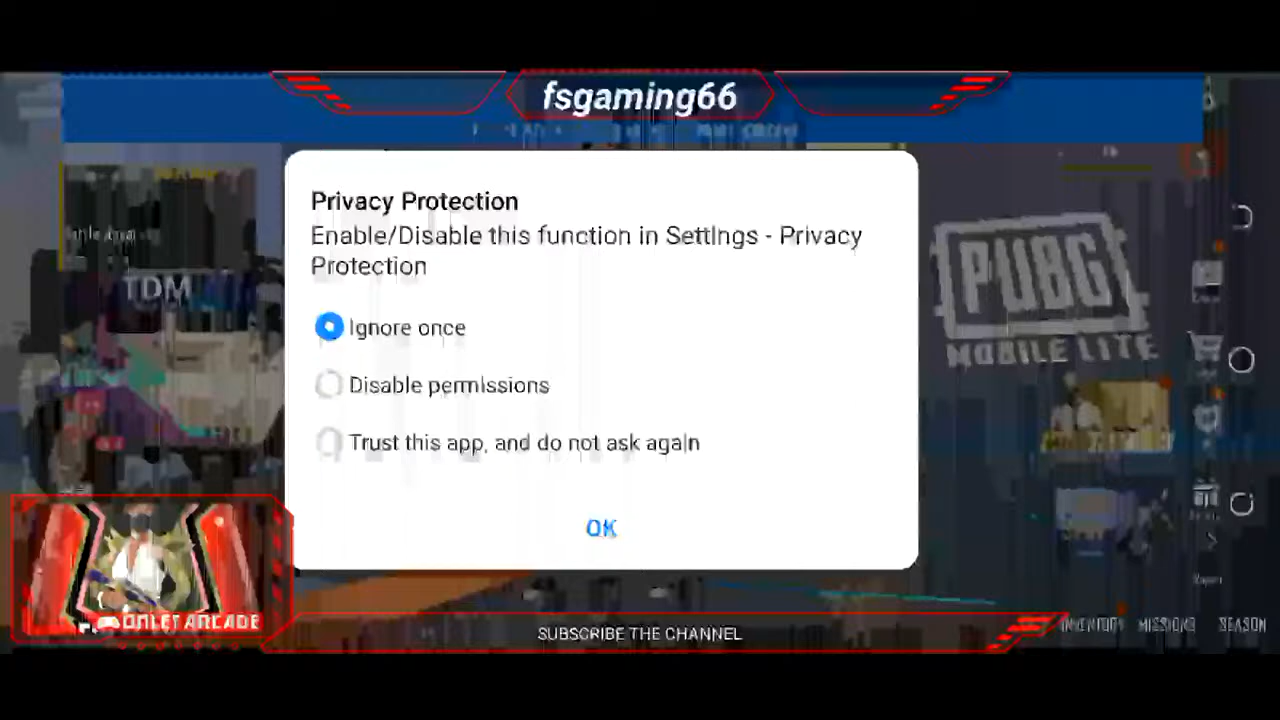 fsgaming66
Privacy Protection
Enable/Disable this function in Settings - Privacy
Protection
TDM
PUBG
MOBILE LITE
Ignore once
Disable permissions
Trust this app, and do not ask again
OK
ARCADE
SUBSCRIBE THE CHANNEL
INVENTORY MISSIONS SEASON